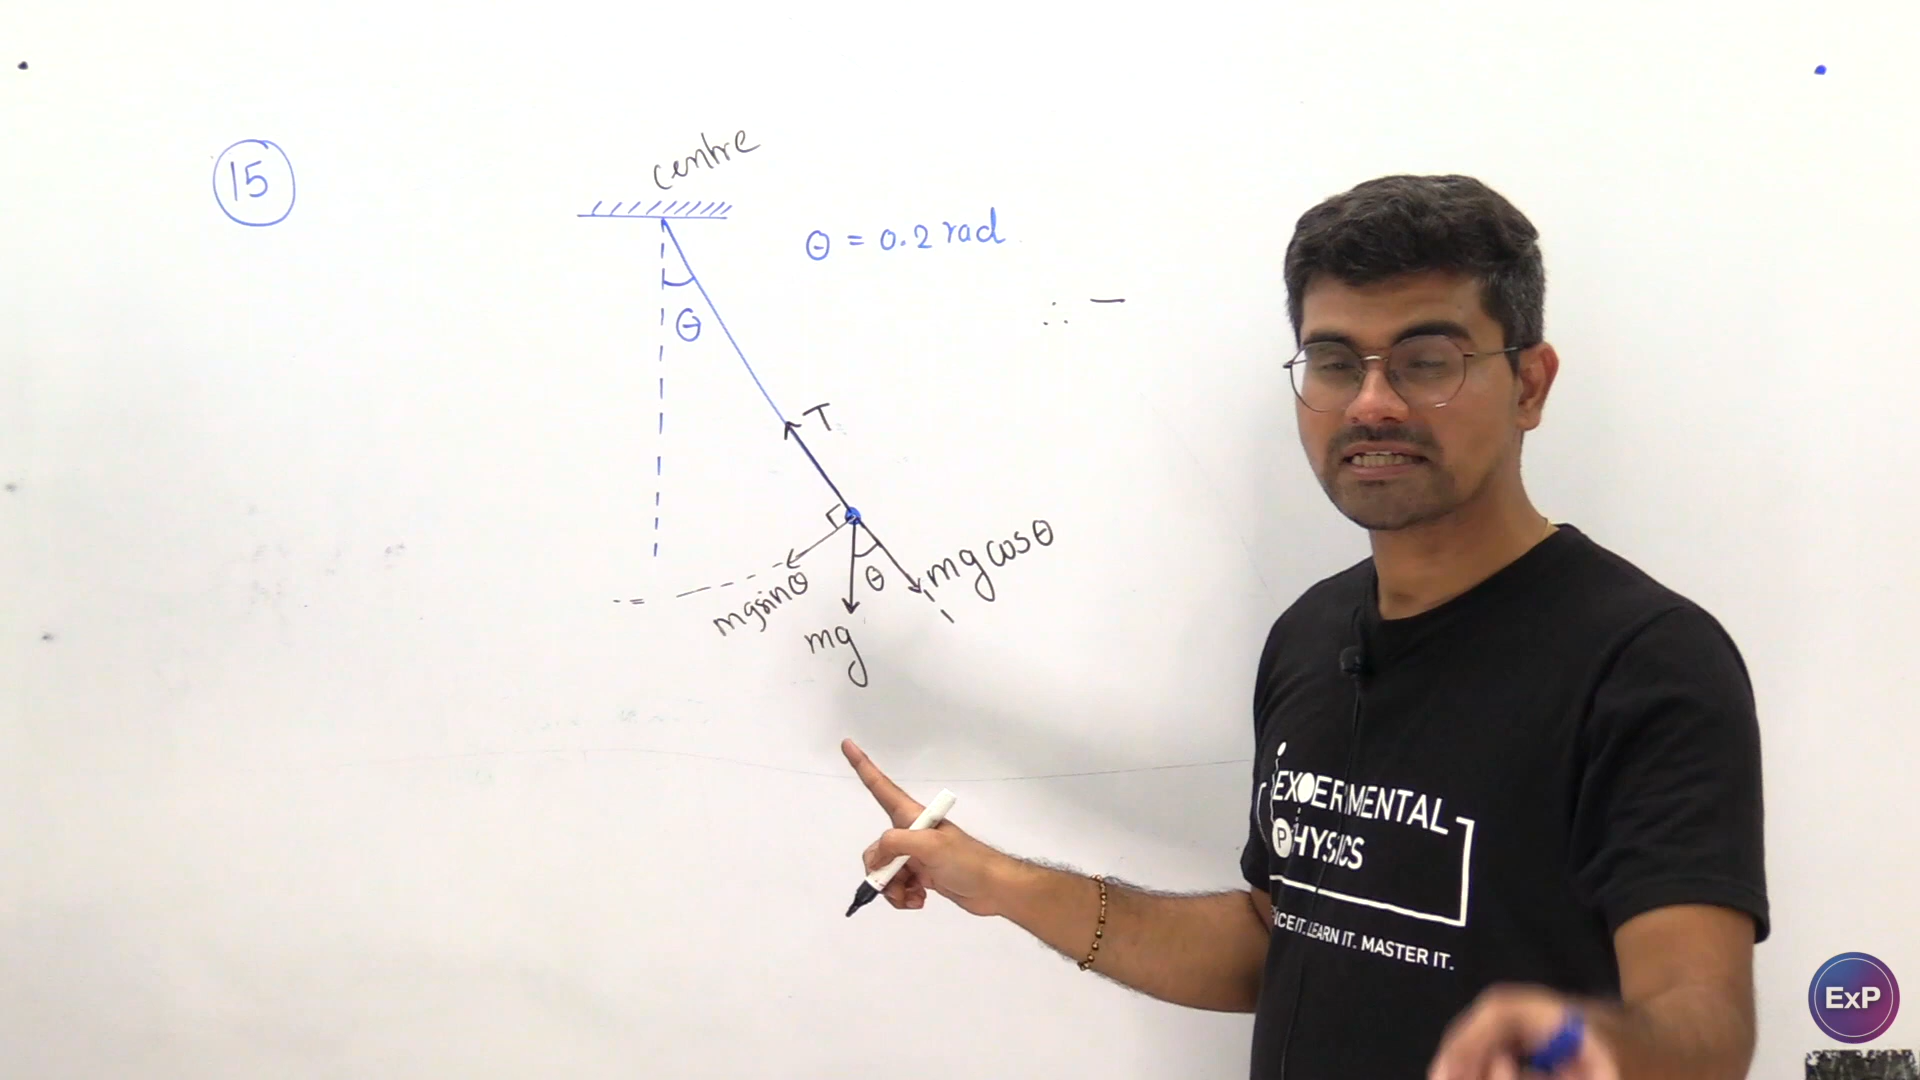 15
centre
θ = 0.2 rad
θ
∴ —
T
mg cosθ
θ
mg sinθ
mg
EXPERIMENTAL
PHYSICS
LEARN IT. MASTER IT.
ExP